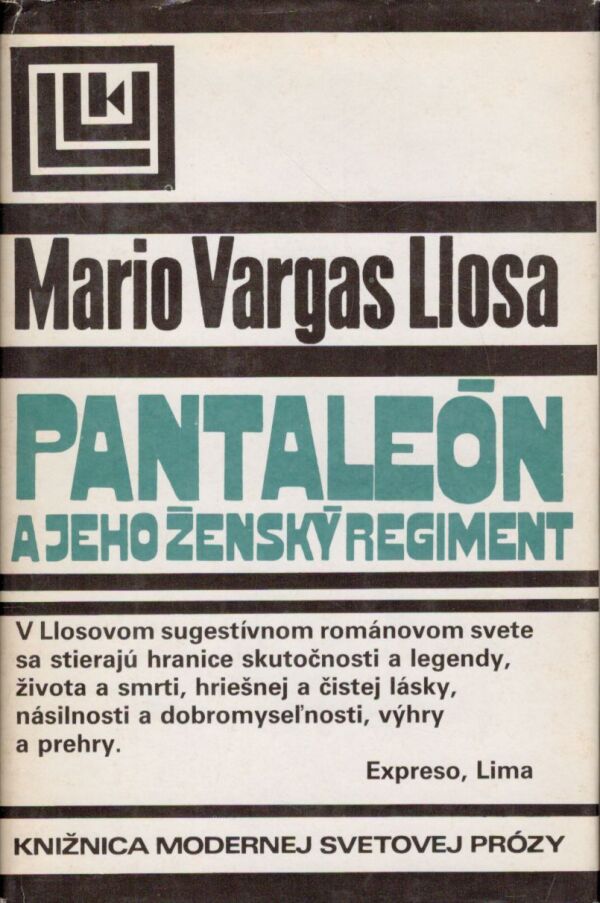 Mario Vargas Llosa
PANTALEÓN
A JEHO ŽENSKÝ REGIMENT
V Llosovom sugestívnom románovom svete
sa stierajú hranice skutočnosti a legendy,
života a smrti, hriešnej a čistej lásky,
násilnosti a dobromyseľnosti, výhry
a prehry.
Expreso, Lima
KNIŽNICA MODERNEJ SVETOVEJ PRÓZY